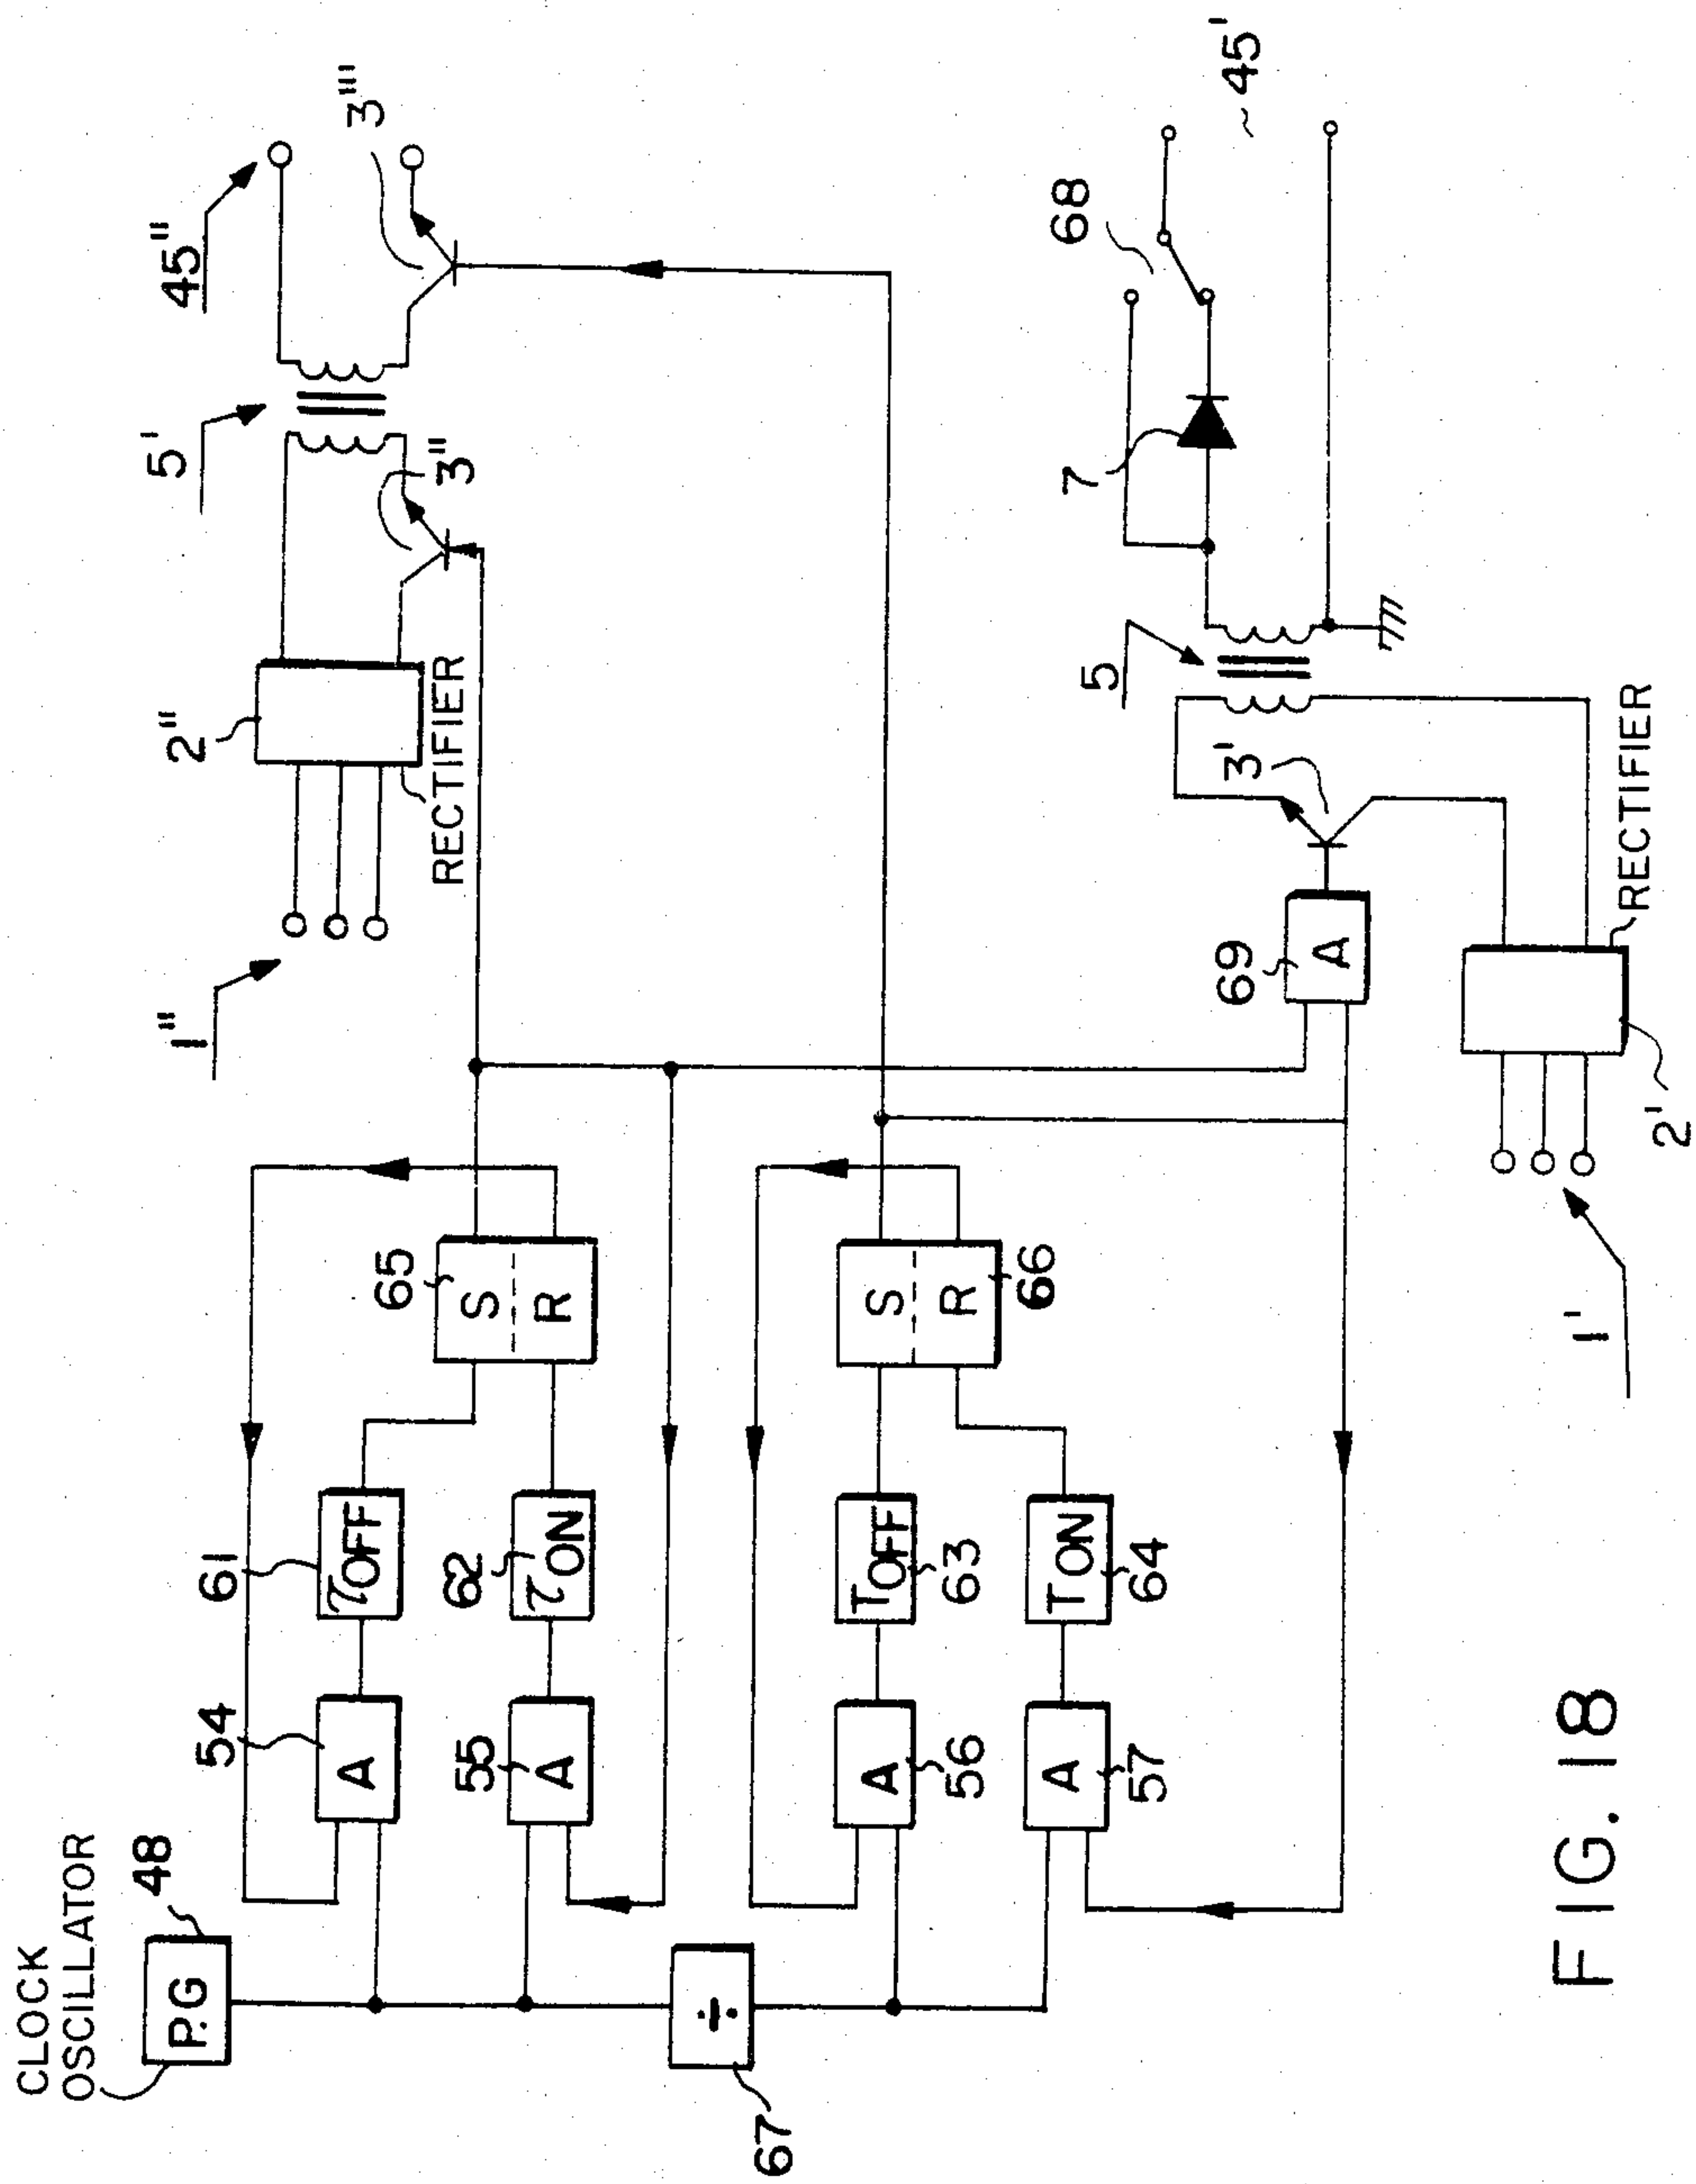 CLOCK
OSCILLATOR
P.G
48
54
A
61
τOFF
55
A
62
τON
65
S
R
67
÷
56
A
63
TOFF
57
A
64
TON
66
S
R
1"
2"
RECTIFIER
3"
5'
45"
3'''
69
A
3'
5
7
68
45'
1'
2'
RECTIFIER
FIG. 18